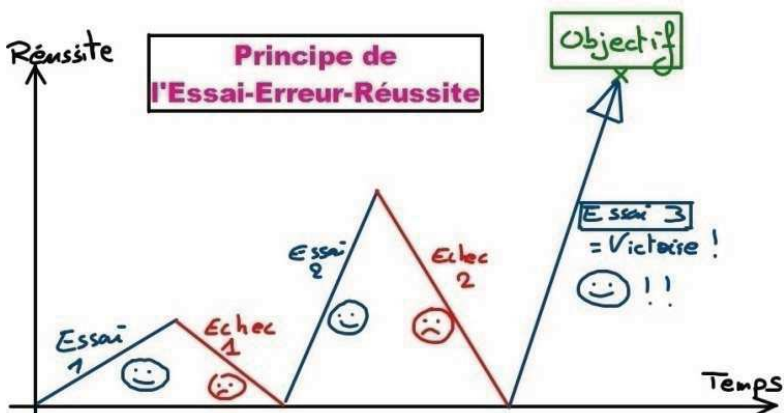 Réussite
Principe de
l'Essai-Erreur-Réussite
Objectif
Essai
1
Echec
1
Essai
2
Echec
2
Essai 3
= Victoire !
!!
Temps